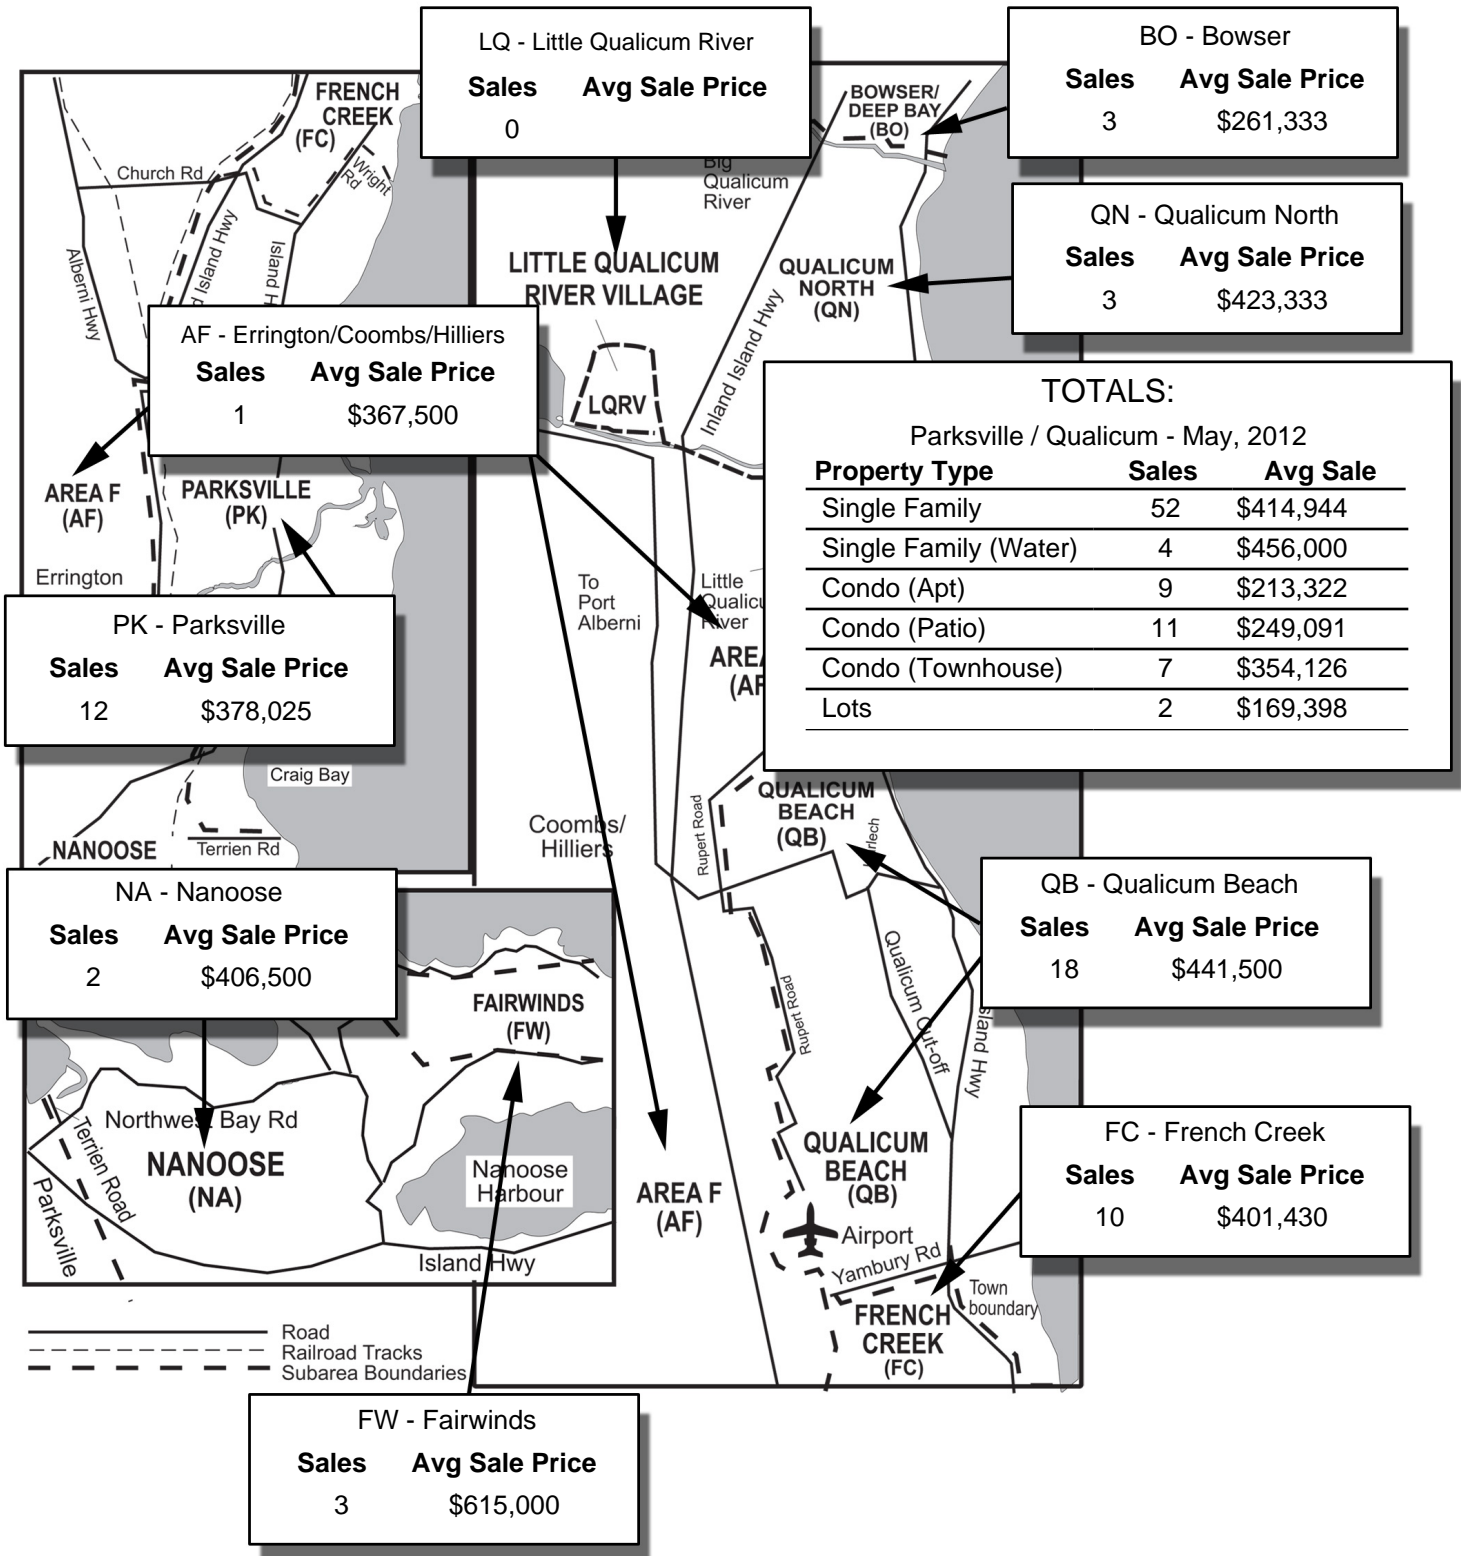 LQ - Little Qualicum River
Sales Avg Sale Price
0
BO - Bowser
Sales Avg Sale Price
3 $261,333
FRENCH
CREEK
(FC)
Church Rd
Wright
Rd
Alberni Hwy
Island Hwy
Island H
Qualicum
River
BOWSER/
DEEP BAY
(BO)
QN - Qualicum North
Sales Avg Sale Price
3 $423,333
LITTLE QUALICUM
RIVER VILLAGE
QUALICUM
NORTH
(QN)
Inland Island Hwy
LQRV
AF - Errington/Coombs/Hilliers
Sales Avg Sale Price
1 $367,500
TOTALS:
Parksville / Qualicum - May, 2012
Property Type Sales Avg Sale
Single Family 52 $414,944
Single Family (Water) 4 $456,000
Condo (Apt) 9 $213,322
Condo (Patio) 11 $249,091
Condo (Townhouse) 7 $354,126
Lots 2 $169,398
AREA F
(AF)
PARKSVILLE
(PK)
Errington
To
Port
Alberni
Little
River
PK - Parksville
Sales Avg Sale Price
12 $378,025
Craig Bay
NANOOSE
Terrien Rd
Coombs/
Hilliers
Rupert Road
QUALICUM
BEACH
(QB)
NA - Nanoose
Sales Avg Sale Price
2 $406,500
QB - Qualicum Beach
Sales Avg Sale Price
18 $441,500
Qualicum Cut-off
Rupert Road
sland Hwy
FAIRWINDS
(FW)
Northwest Bay Rd
Terrien Road
Parksville
NANOOSE
(NA)
Nanoose
Harbour
Island Hwy
AREA F
(AF)
QUALICUM
BEACH
(QB)
Airport
Yambury Rd
FC - French Creek
Sales Avg Sale Price
10 $401,430
Town
boundary
FRENCH
CREEK
(FC)
Road
Railroad Tracks
Subarea Boundaries
FW - Fairwinds
Sales Avg Sale Price
3 $615,000